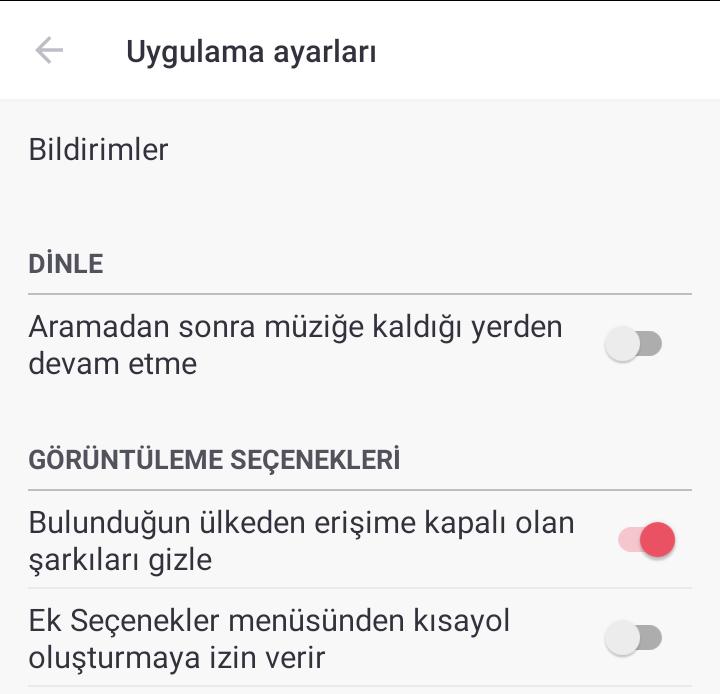 Uygulama ayarları
Bildirimler
DİNLE
Aramadan sonra müziğe kaldığı yerden
devam etme
GÖRÜNTÜLEME SEÇENEKLERİ
Bulunduğun ülkeden erişime kapalı olan
şarkıları gizle
Ek Seçenekler menüsünden kısayol
oluşturmaya izin verir